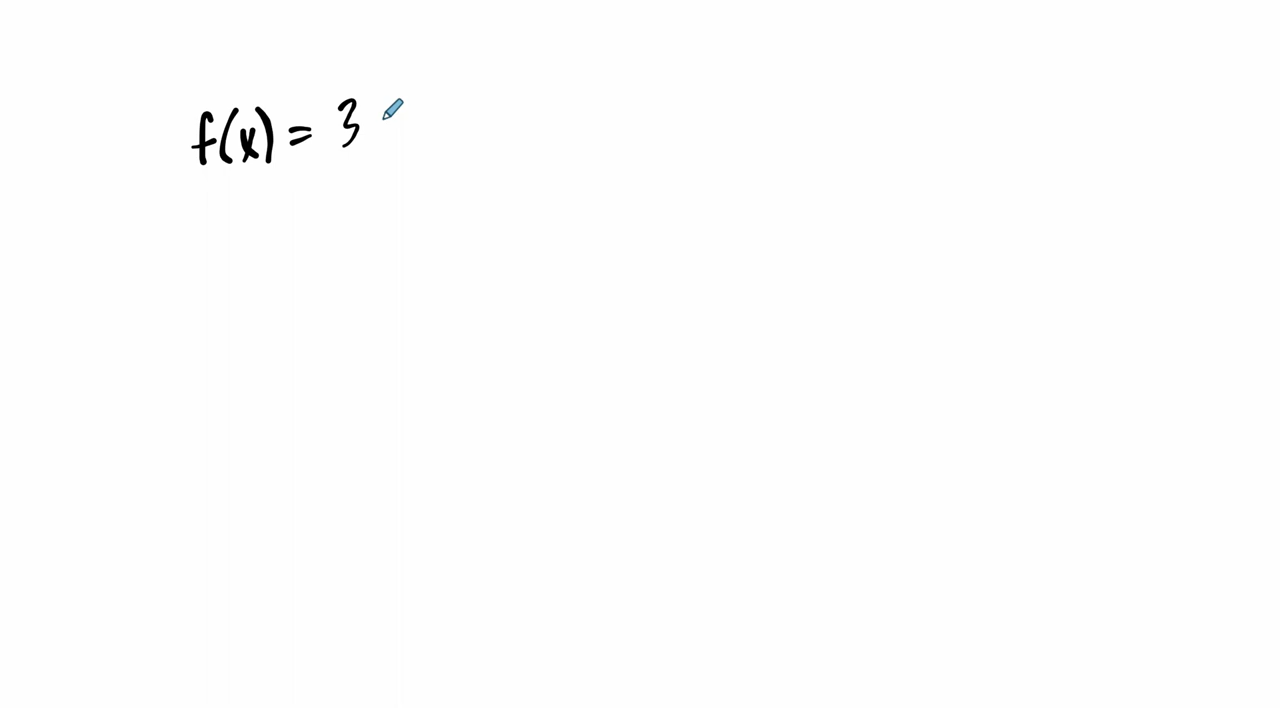 f(x) = 3